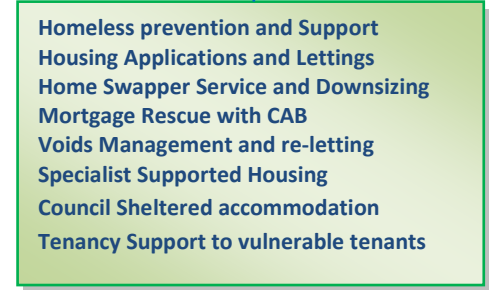 Homeless prevention and Support
Housing Applications and Lettings
Home Swapper Service and Downsizing
Mortgage Rescue with CAB
Voids Management and re-letting
Specialist Supported Housing
Council Sheltered accommodation
Tenancy Support to vulnerable tenants